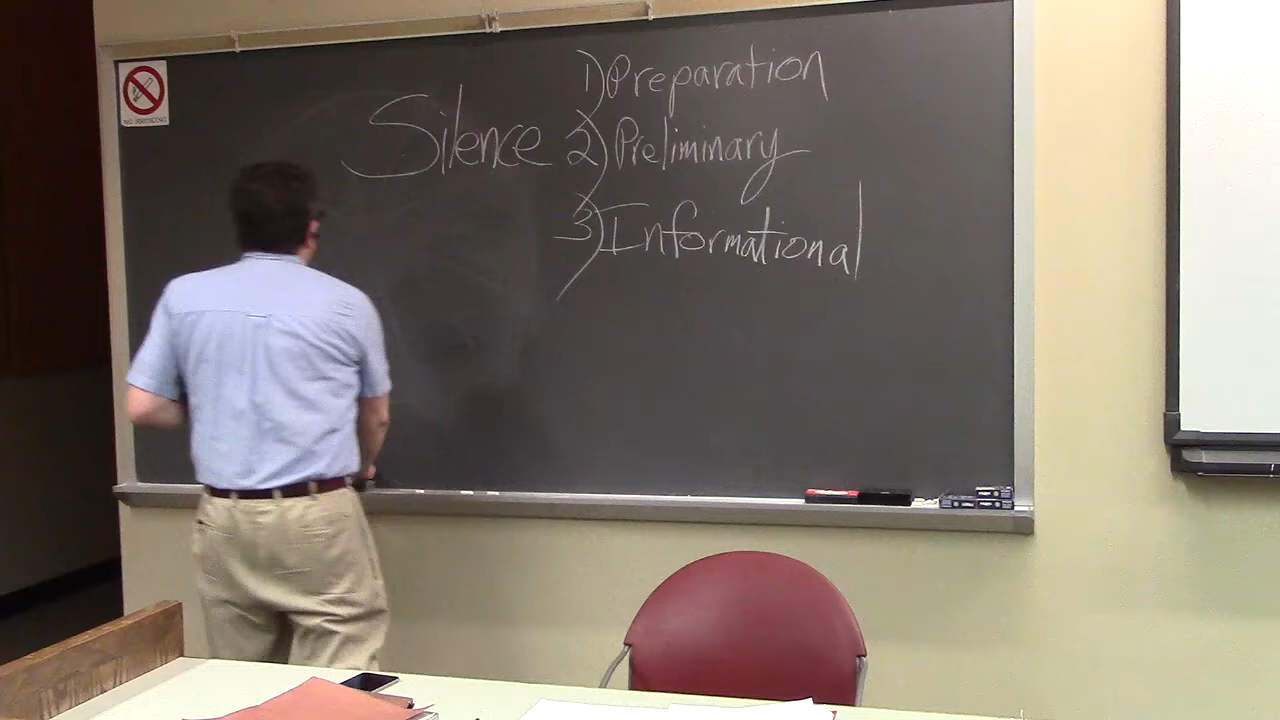 NO SMOKING
1) Preparation
Silence 2) Preliminary
3) Informational